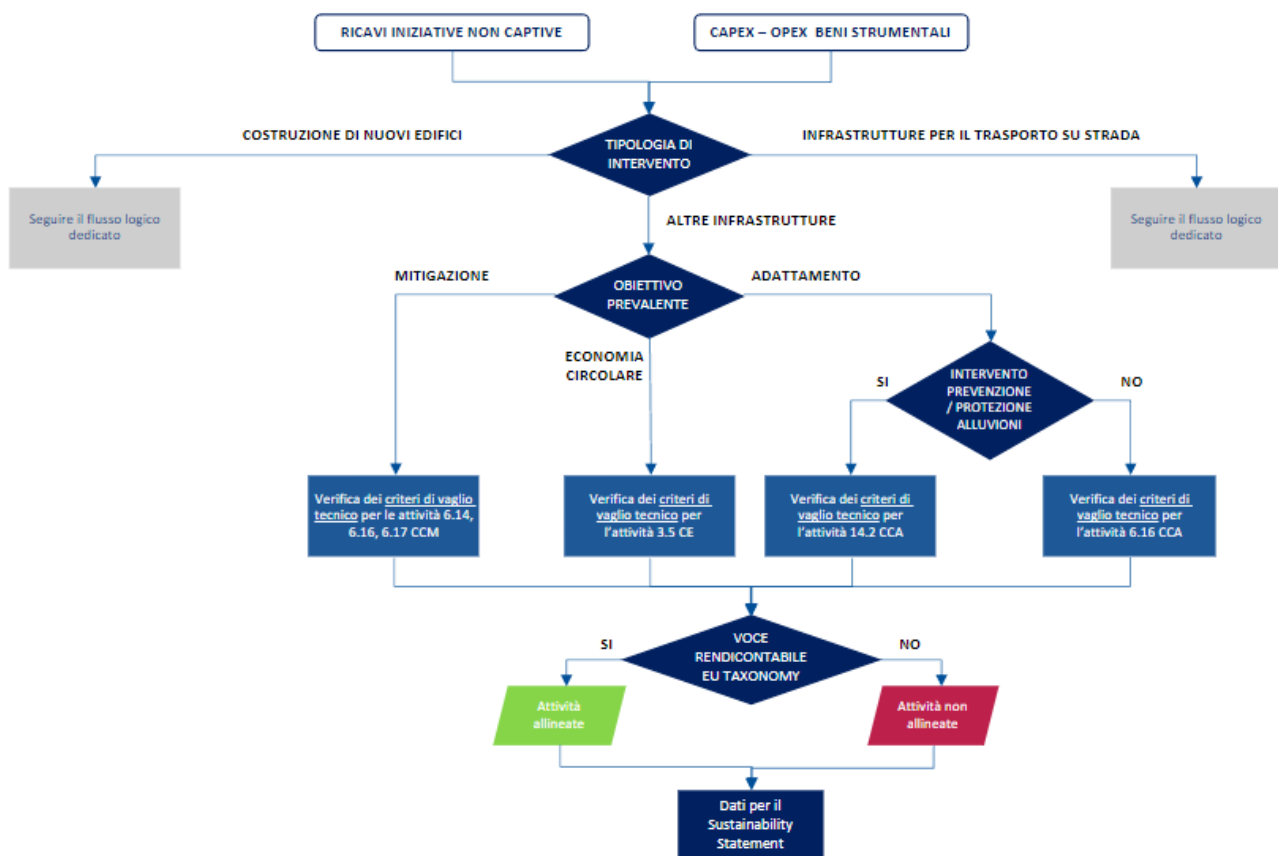 RICAVI INIZIATIVE NON CAPTIVE
CAPEX – OPEX BENI STRUMENTALI
COSTRUZIONE DI NUOVI EDIFICI
INFRASTRUTTURE PER IL TRASPORTO SU STRADA
TIPOLOGIA DI
INTERVENTO
Seguire il flusso logico
dedicato
Seguire il flusso logico
dedicato
ALTRE INFRASTRUTTURE
MITIGAZIONE
ADATTAMENTO
OBIETTIVO
PREVALENTE
ECONOMIA
CIRCOLARE
SI
INTERVENTO
PREVENZIONE
/ PROTEZIONE
ALLUVIONI
NO
Verifica dei criteri di vaglio
tecnico per le attività 6.14,
6.16, 6.17 CCM
Verifica dei criteri di
vaglio tecnico per
l'attività 3.5 CE
Verifica dei criteri di
vaglio tecnico per
l'attività 14.2 CCA
Verifica dei criteri di
vaglio tecnico per
l'attività 6.16 CCA
SI
VOCE
RENDICONTABILE
EU TAXONOMY
NO
Attività
allineate
Attività non
allineate
Dati per il
Sustainability
Statement